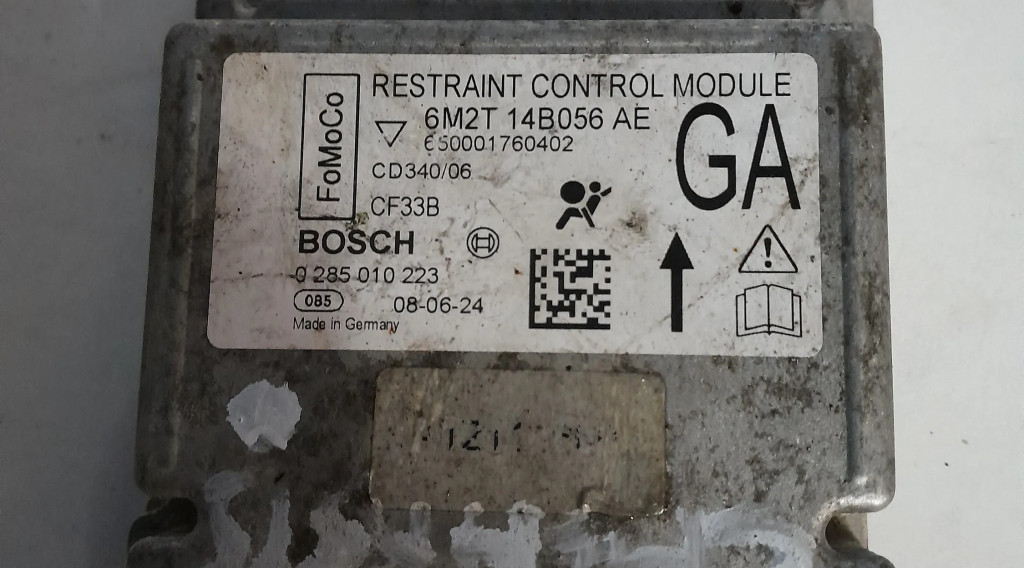 FoMoCo
RESTRAINT CONTROL MODULE
6M2T 14B056 AE
650001760402
GA
CD340/06
CF33B
BOSCH
0 285 010 223
085
08-06-24
Made in Germany